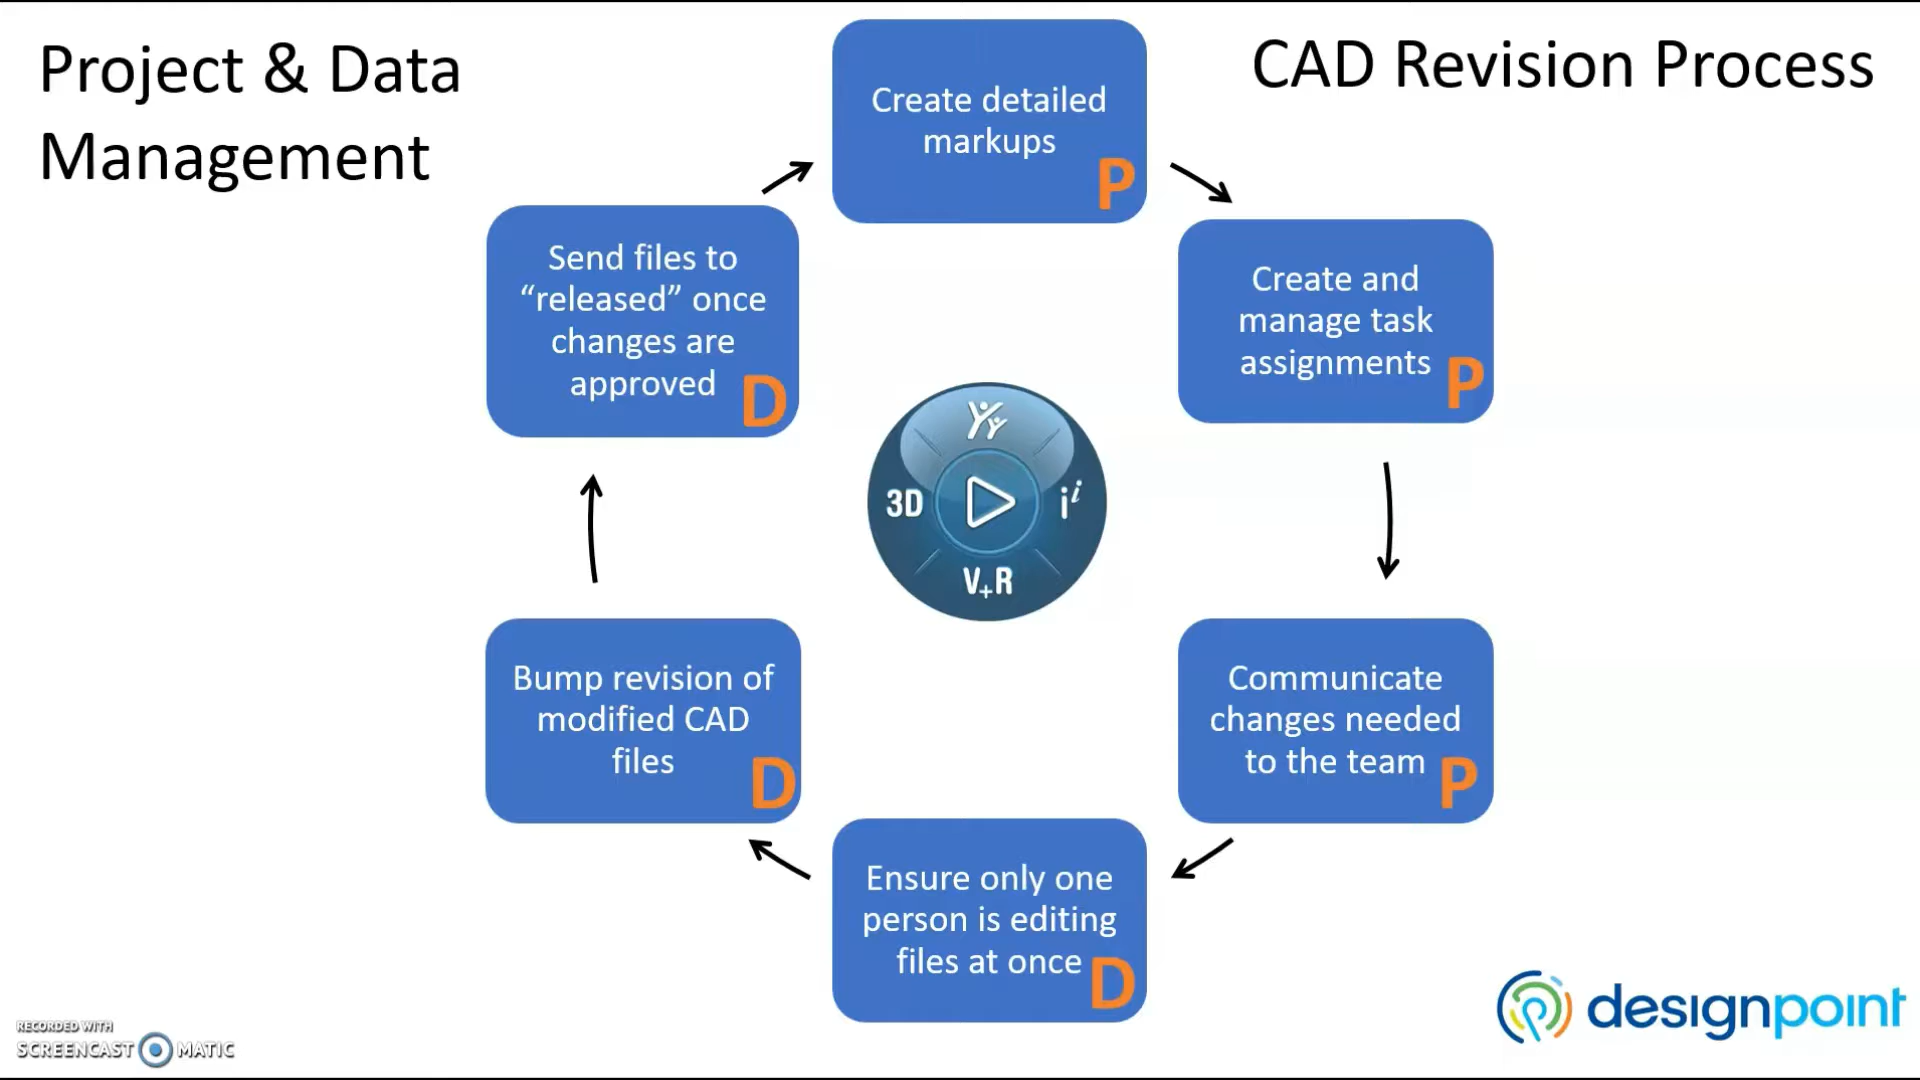 Project & Data
Management
CAD Revision Process
Create detailed
markups
P
Create and
manage task
assignments
P
Communicate
changes needed
to the team
P
Ensure only one
person is editing
files at once
D
Bump revision of
modified CAD
files
D
Send files to
“released” once
changes are
approved
D
3D
i
V+R
designpoint
RECORDED WITH
SCREENCAST MATIC